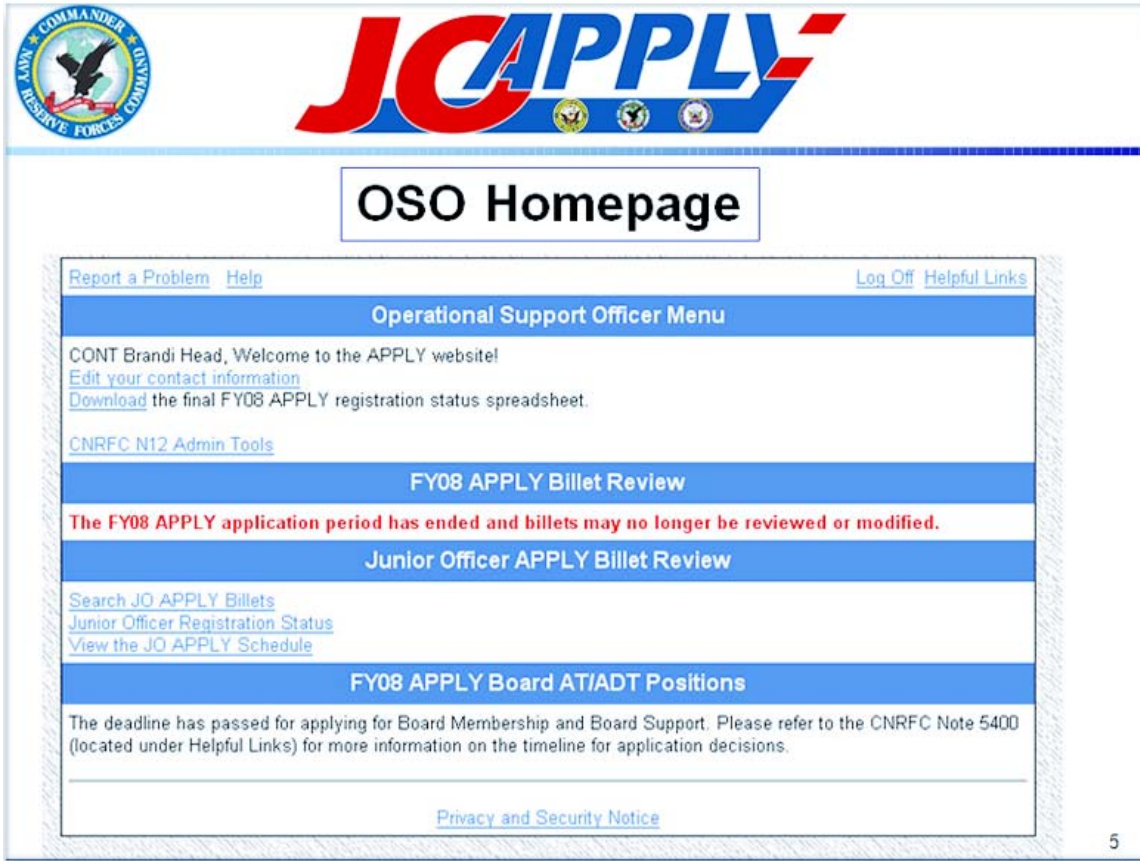 COMMANDER
NAVY RESERVE FORCES COMMAND
JOAPPLY
OSO Homepage
Report a Problem Help Log Off Helpful Links
Operational Support Officer Menu
CONT Brandi Head, Welcome to the APPLY website!
Edit your contact information
Download the final FY08 APPLY registration status spreadsheet.
CNRFC N12 Admin Tools
FY08 APPLY Billet Review
The FY08 APPLY application period has ended and billets may no longer be reviewed or modified.
Junior Officer APPLY Billet Review
Search JO APPLY Billets
Junior Officer Registration Status
View the JO APPLY Schedule
FY08 APPLY Board AT/ADT Positions
The deadline has passed for applying for Board Membership and Board Support. Please refer to the CNRFC Note 5400
(located under Helpful Links) for more information on the timeline for application decisions.
Privacy and Security Notice
5